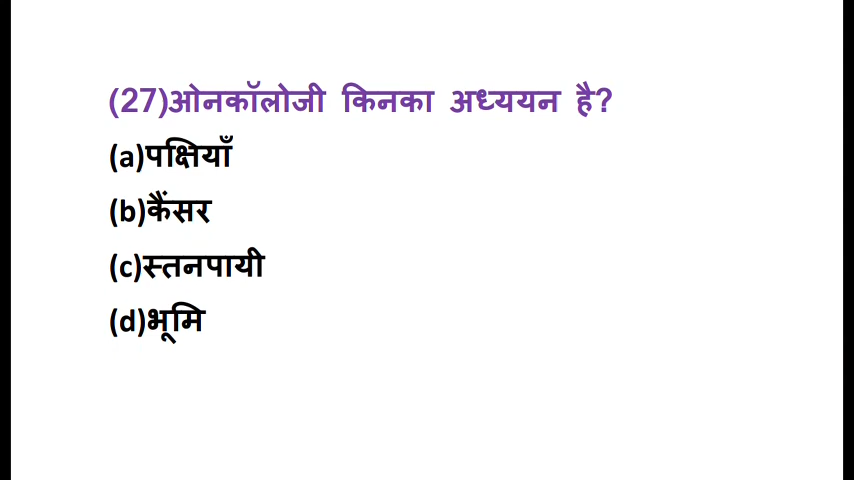 (27)ओनकॉलोजी किनका अध्ययन है?
(a)पक्षियाँ
(b)कैंसर
(c)स्तनपायी
(d)भूमि